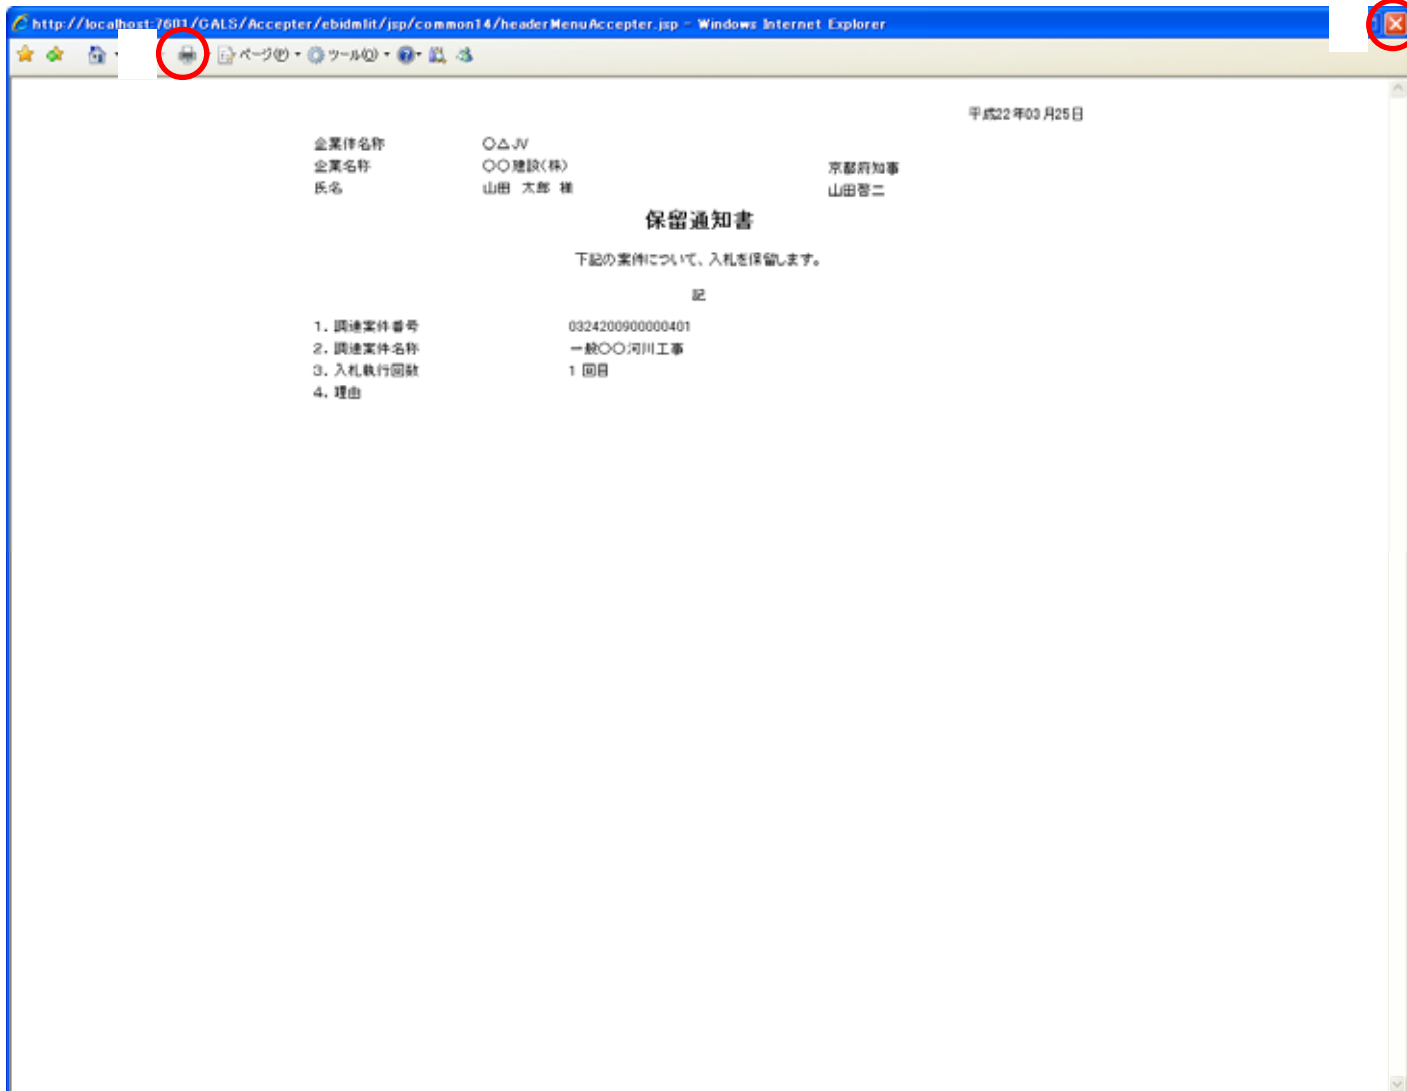 http://localhost:7601/CALS/Accepter/ebidmlit/jsp/common14/headerMenuAccepter.jsp - Windows Internet Explorer
ページ(P) ツール(O)
平成22年03月25日
企業体名称 〇△JV
企業名称 〇〇建設(株) 京都府知事
氏名 山田 太郎 様 山田啓二
保留通知書
下記の案件について、入札を保留します。
記
1. 調達案件番号 0324200900000401
2. 調達案件名称 一般〇〇河川工事
3. 入札執行回数 1 回目
4. 理由